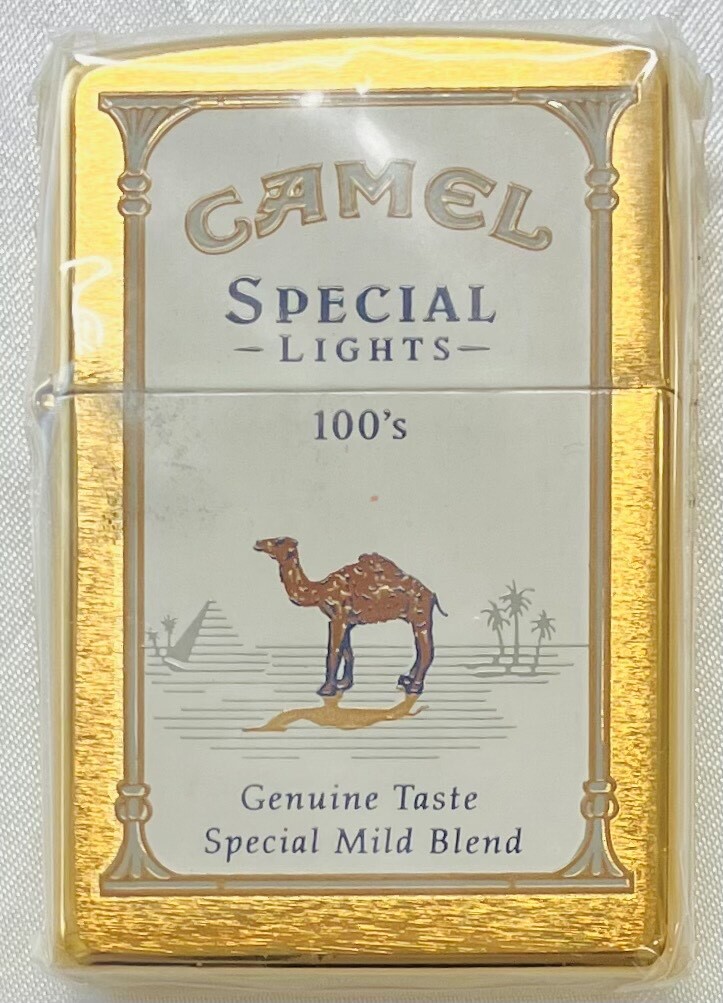 CAMEL
SPECIAL
– LIGHTS –
100's
Genuine Taste
Special Mild Blend